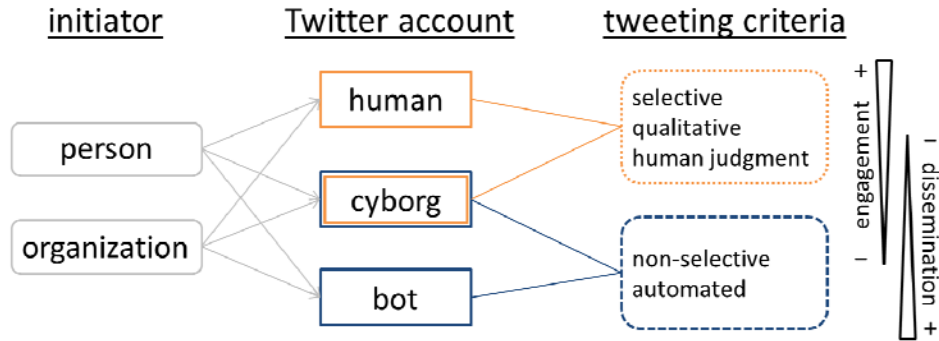 initiator
Twitter account
tweeting criteria
person
organization
human
cyborg
bot
selective
qualitative
human judgment
non-selective
automated
+
engagement
–
–
dissemination
+